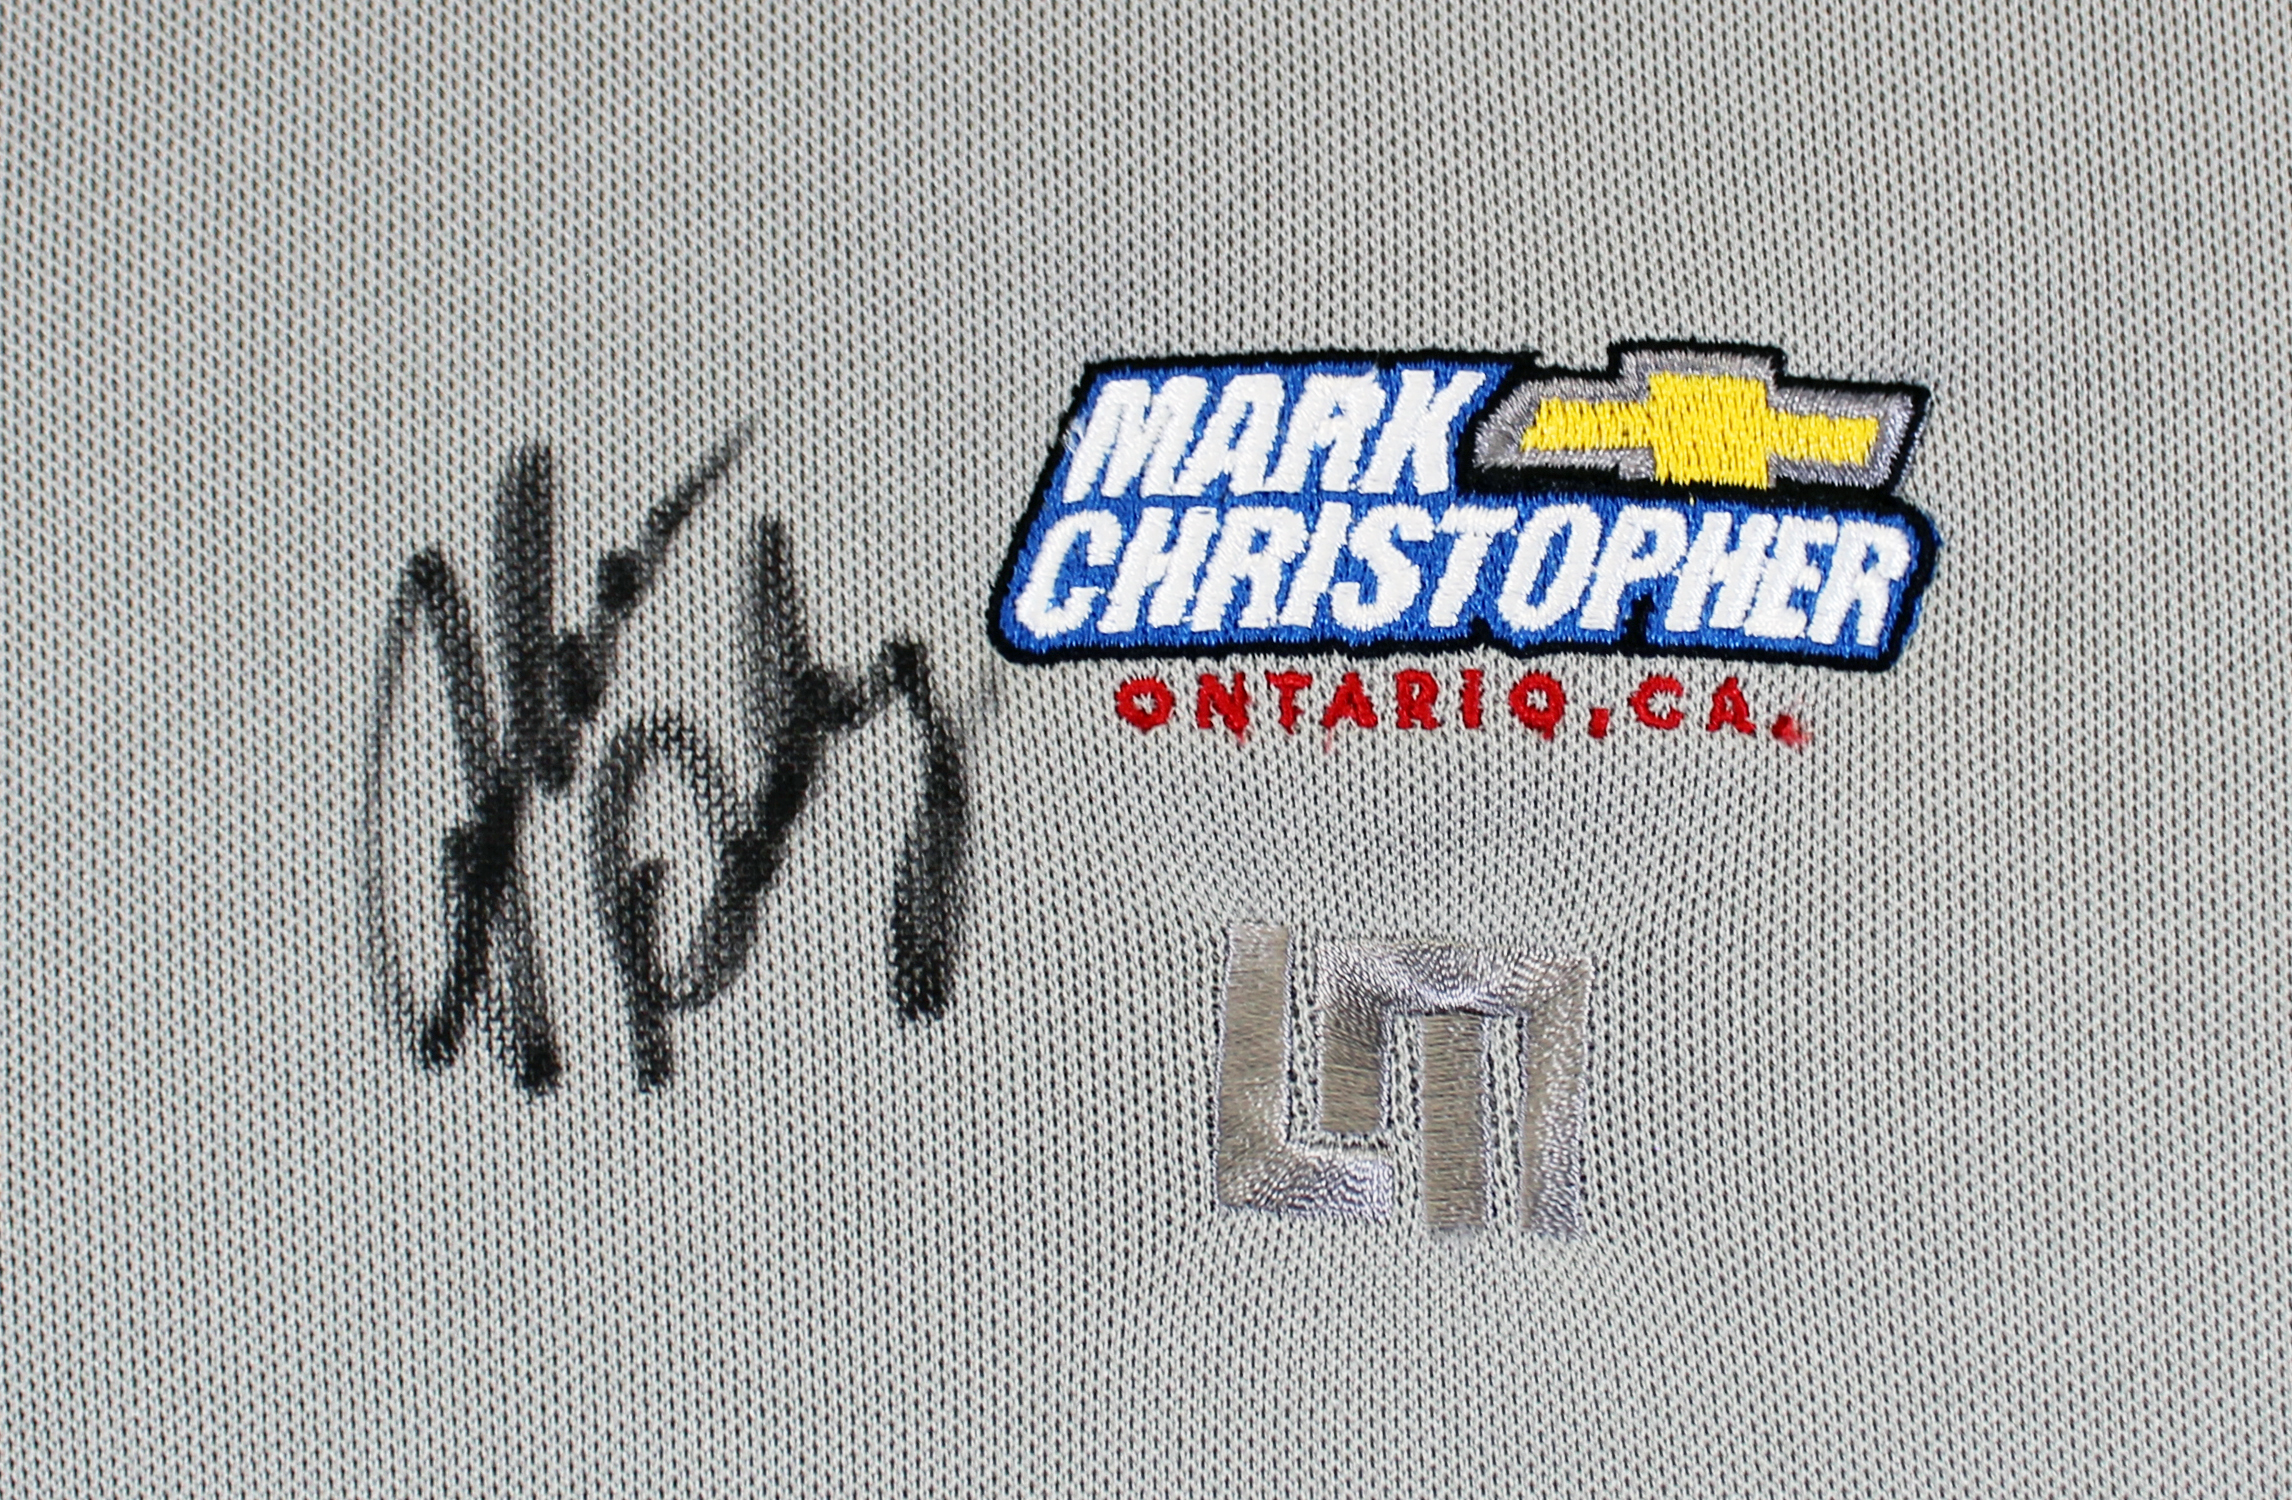 MARK
CHRISTOPHER
ONTARIO, CA.